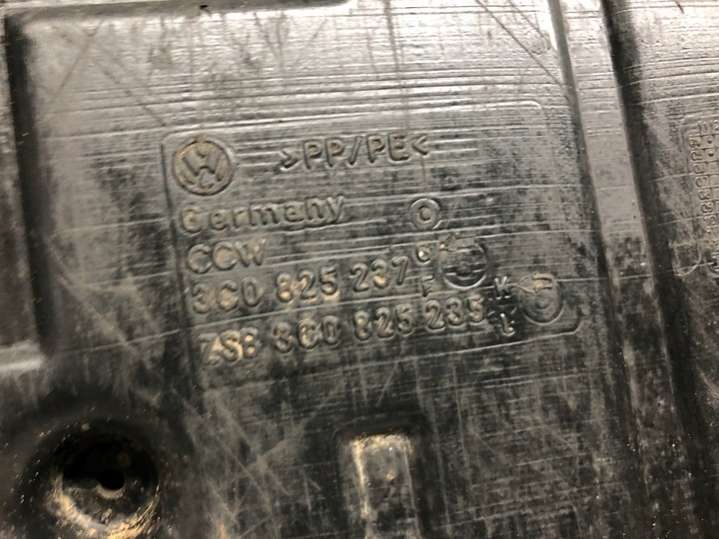 >PP/PE<
Germany
CCW
3C0 825 237
ZSB 3C0 825 235